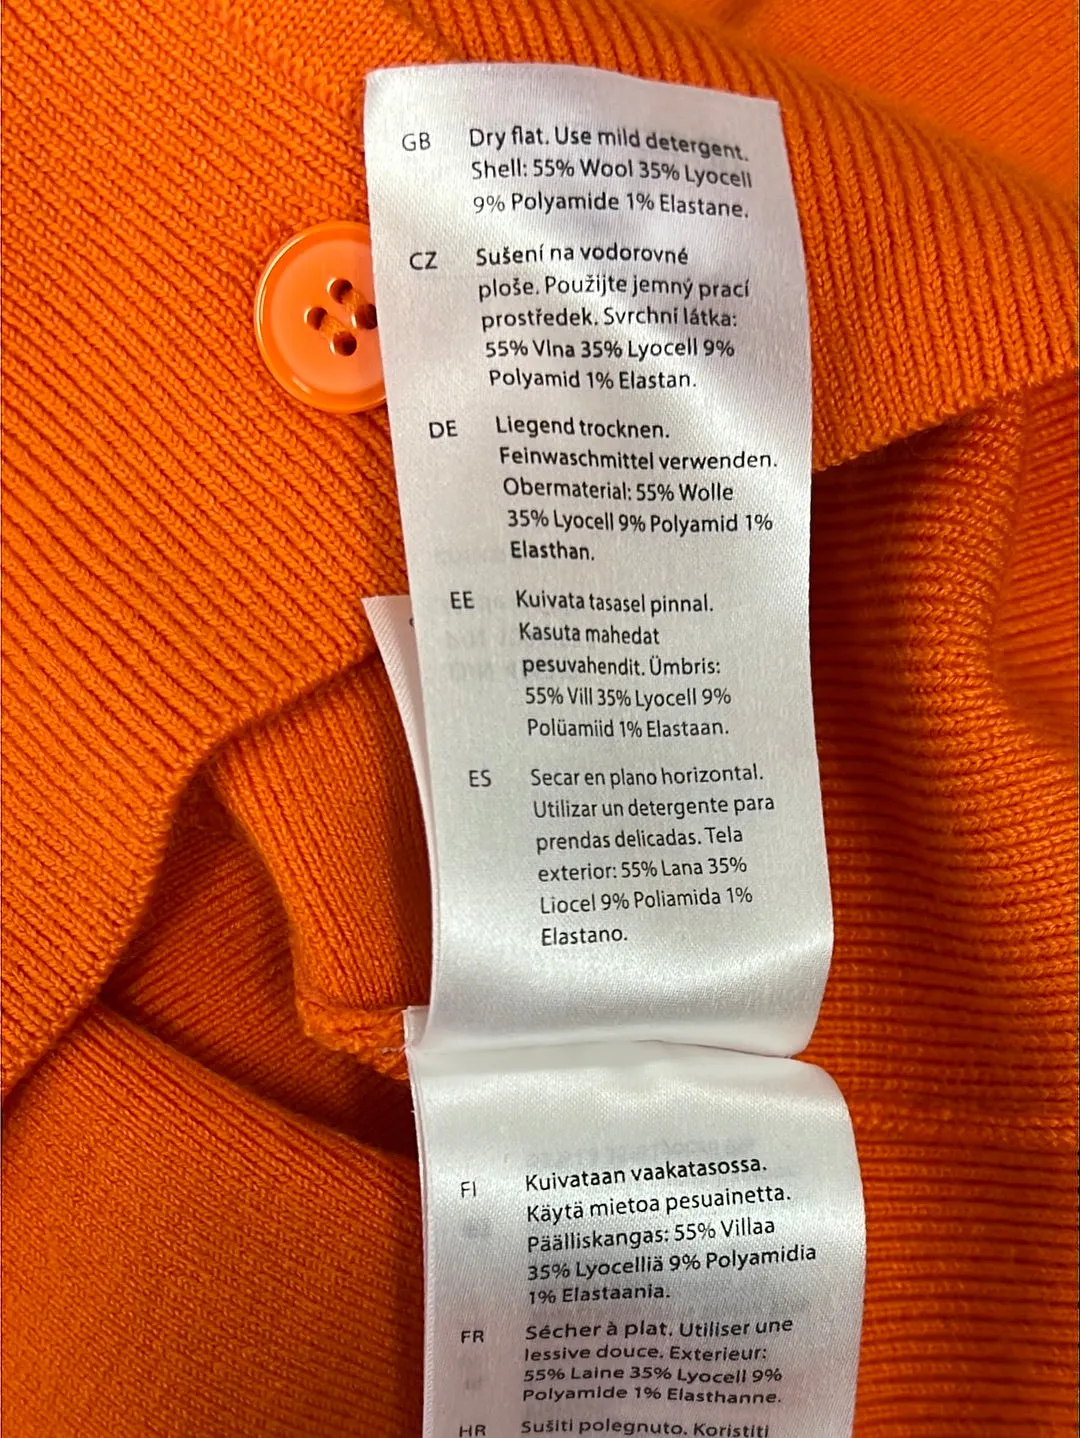 GB Dry flat. Use mild detergent.
Shell: 55% Wool 35% Lyocell
9% Polyamide 1% Elastane.
CZ Sušení na vodorovné
ploše. Použijte jemný prací
prostředek. Svrchní látka:
55% Vlna 35% Lyocell 9%
Polyamid 1% Elastan.
DE Liegend trocknen.
Feinwaschmittel verwenden.
Obermaterial: 55% Wolle
35% Lyocell 9% Polyamid 1%
Elasthan.
EE Kuivata tasasel pinnal.
Kasuta mahedat
pesuvahendit. Ümbris:
55% Vill 35% Lyocell 9%
Polüamiid 1% Elastaan.
ES Secar en plano horizontal.
Utilizar un detergente para
prendas delicadas. Tela
exterior: 55% Lana 35%
Liocel 9% Poliamida 1%
Elastano.
FI Kuivataan vaakatasossa.
Käytä mietoa pesuainetta.
Päälliskangas: 55% Villaa
35% Lyocelliä 9% Polyamidia
1% Elastaania.
FR Sécher à plat. Utiliser une
lessive douce. Exterieur:
55% Laine 35% Lyocell 9%
Polyamide 1% Elasthanne.
HR Sušiti polegnuto. Koristiti